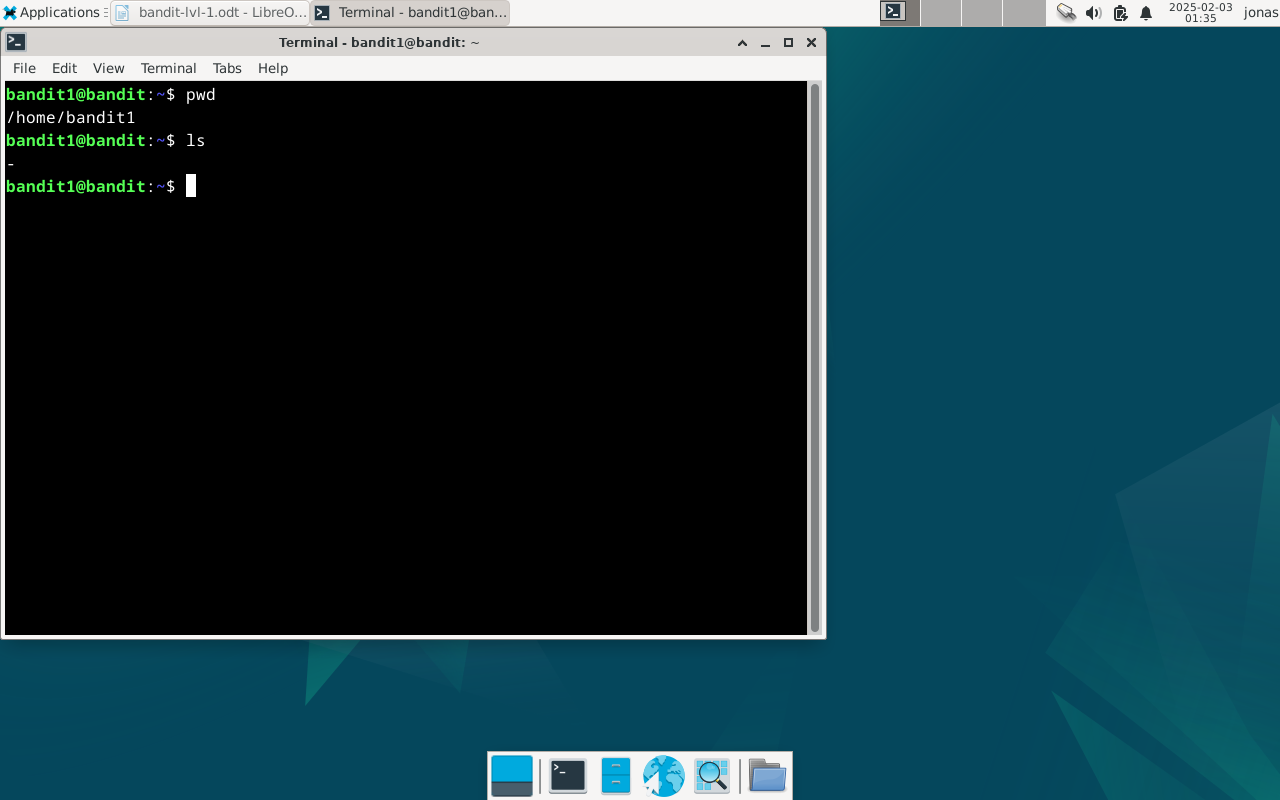 Applications
bandit-lvl-1.odt - LibreO...
Terminal - bandit1@ban...
2025-02-03
01:35
jonas
Terminal - bandit1@bandit: ~
File Edit View Terminal Tabs Help
bandit1@bandit:~$ pwd
/home/bandit1
bandit1@bandit:~$ ls
-
bandit1@bandit:~$